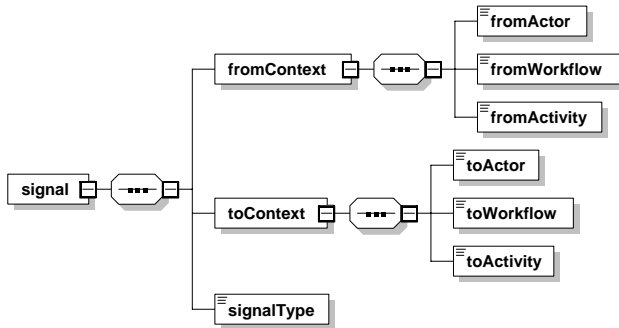 signal
fromContext
fromActor
fromWorkflow
fromActivity
toContext
toActor
toWorkflow
toActivity
signalType